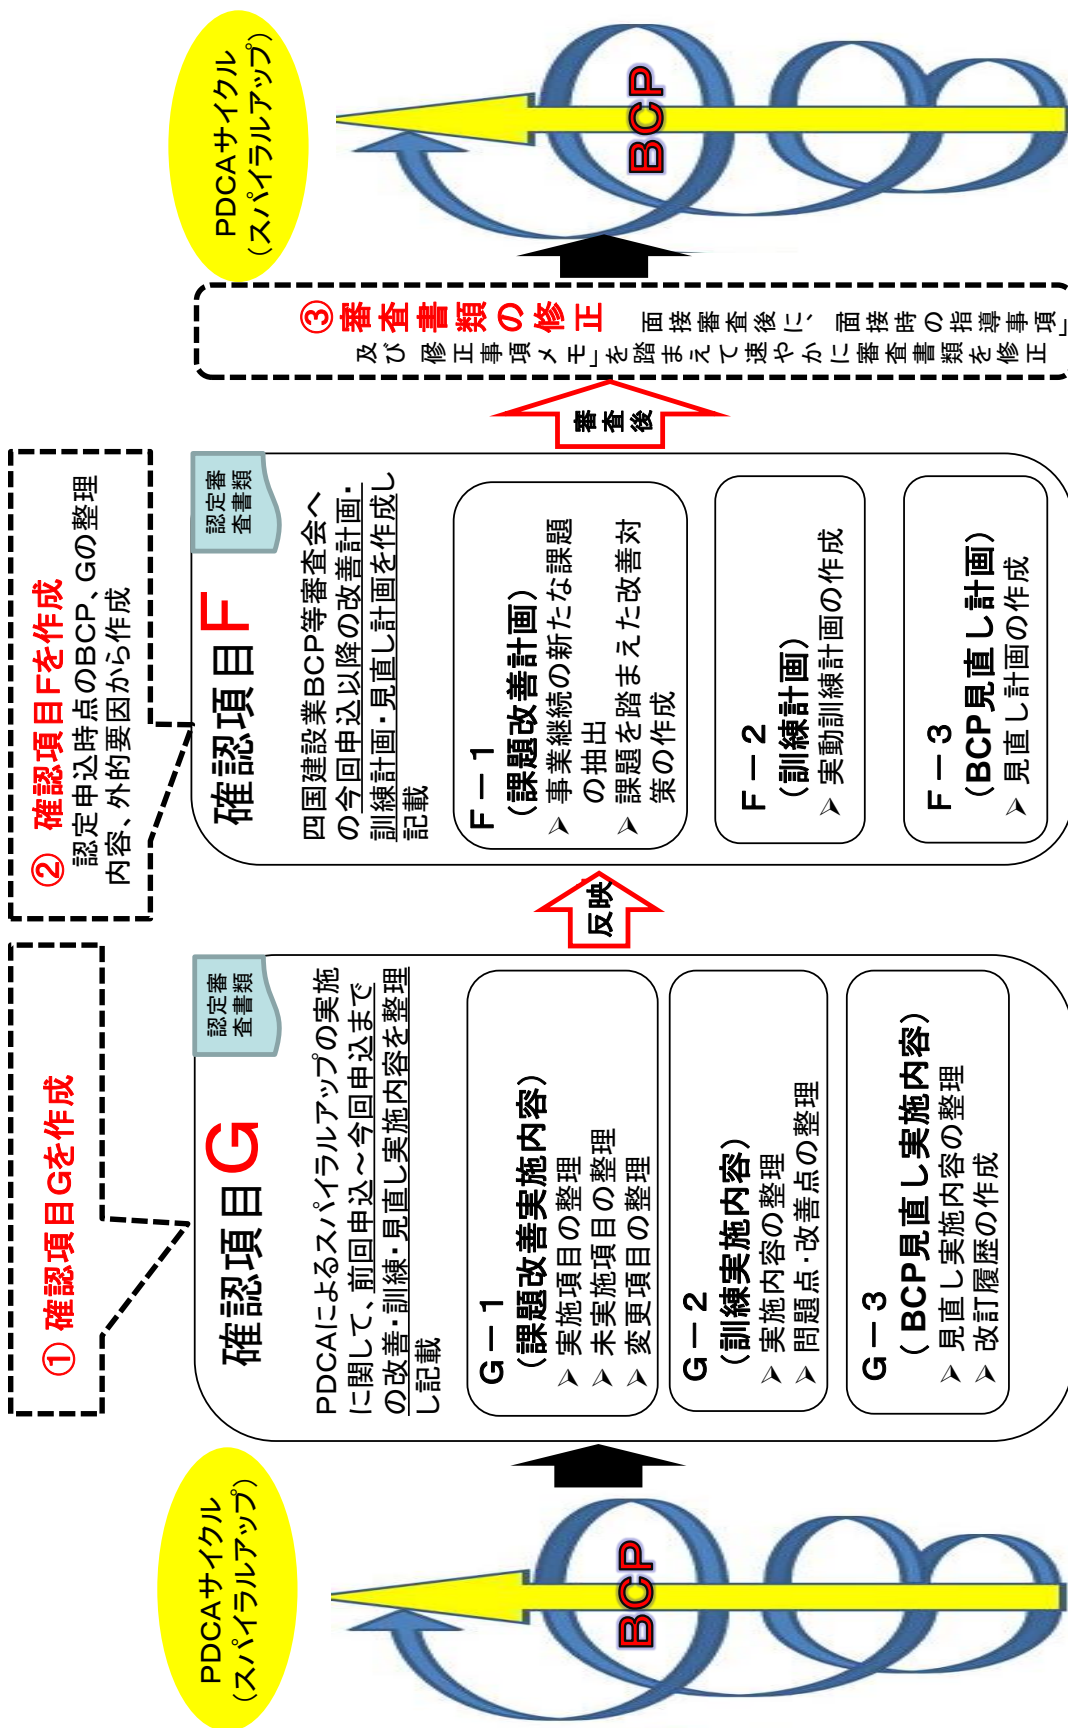 PDCAサイクル
(スパイラルアップ)
BCP
① 確認項目Gを作成
認定審
査書類
確認項目G
PDCAによるスパイラルアップの実施
に関して、前回申込～今回申込まで
の改善・訓練・見直し実施内容を整理
し記載
G－1
(課題改善実施内容)
➢ 実施項目の整理
➢ 未実施項目の整理
➢ 変更項目の整理
G－2
(訓練実施内容)
➢ 実施内容の整理
➢ 問題点・改善点の整理
G－3
(BCP見直し実施内容)
➢ 見直し実施内容の整理
➢ 改訂履歴の作成
反映
② 確認項目Fを作成
認定申込時点のBCP、Gの整理
内容、外的要因から作成
認定審
査書類
確認項目F
四国建設業BCP等審査会へ
の今回申込以降の改善計画・
訓練計画・見直し計画を作成し
記載
F－1
(課題改善計画)
➢ 事業継続の新たな課題
の抽出
➢ 課題を踏まえた改善対
策の作成
F－2
(訓練計画)
➢ 実動訓練計画の作成
F－3
(BCP見直し計画)
➢ 見直し計画の作成
審査後
③審査書類の修正 面接審査後に、面接時の指導事項」
及び 修正事項メモ」を踏まえて速やかに審査書類を修正
PDCAサイクル
(スパイラルアップ)
BCP